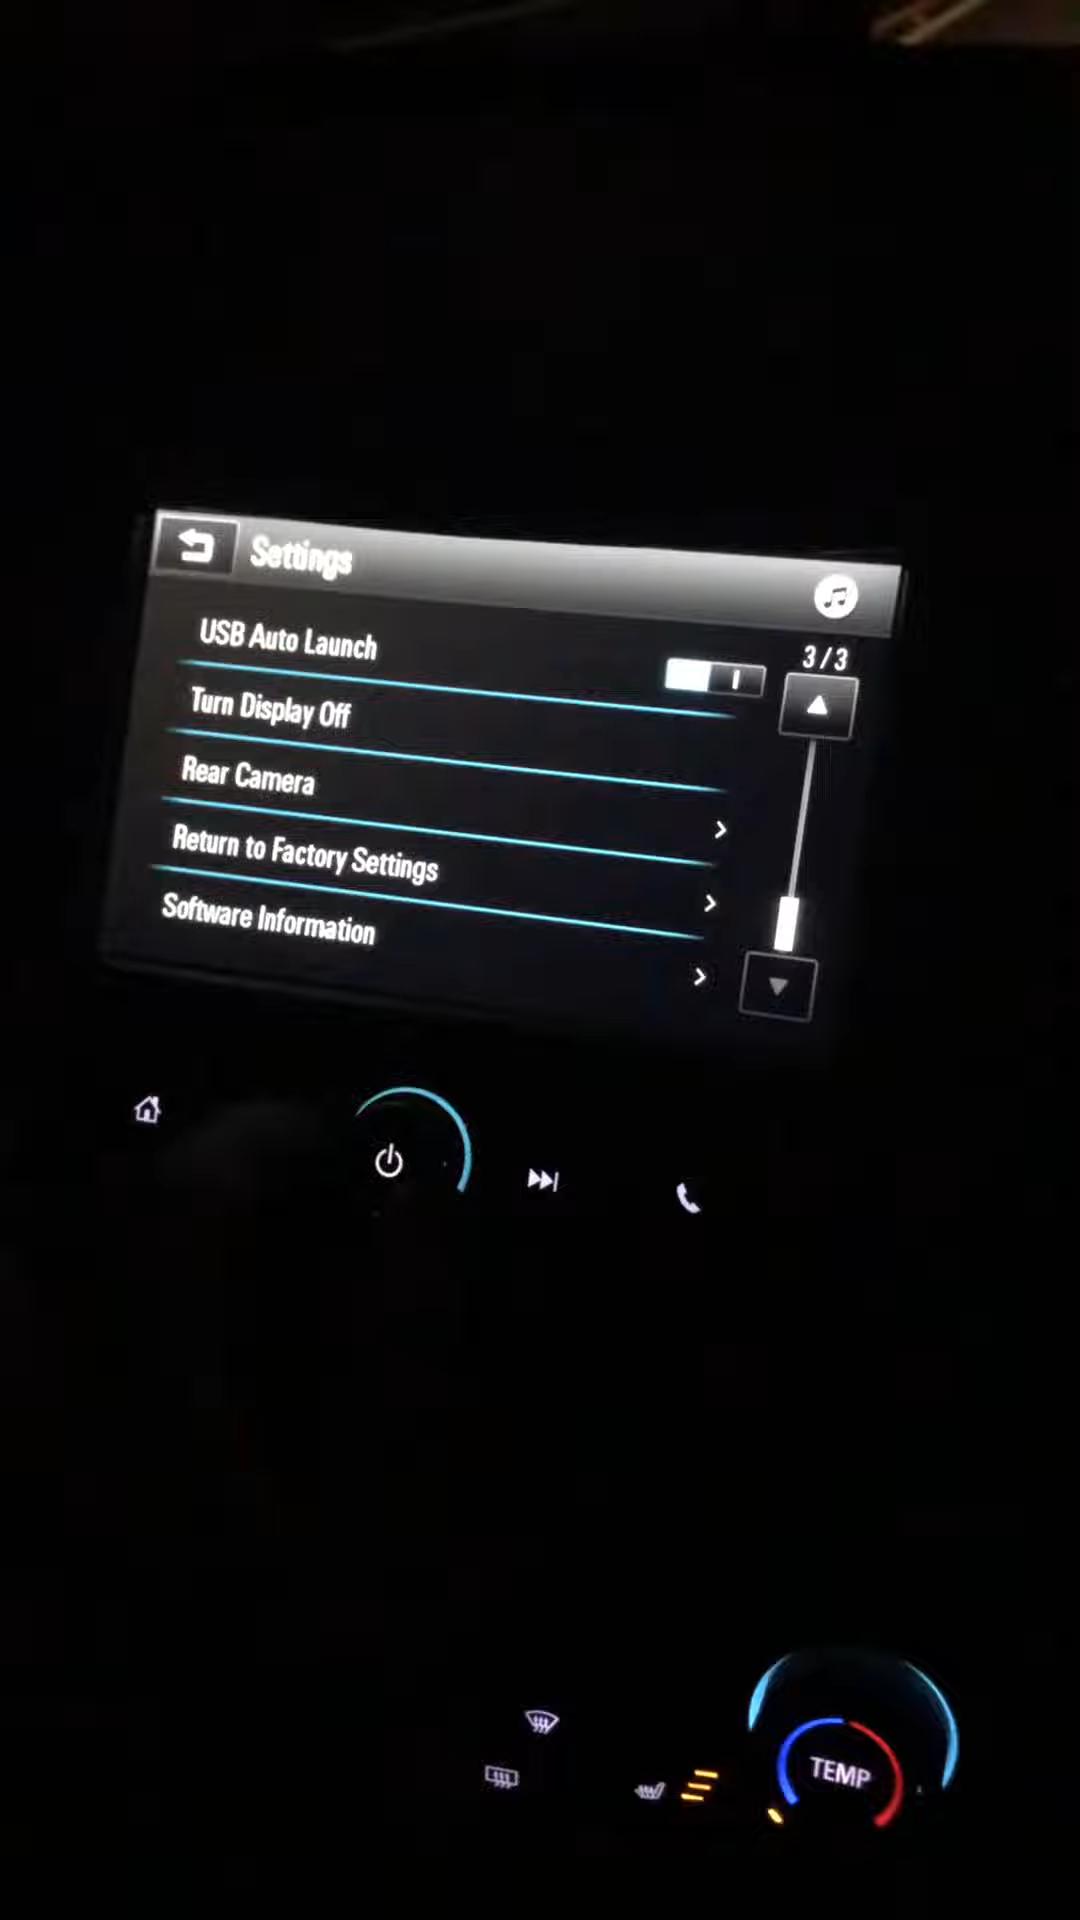 Settings
USB Auto Launch
3/3
Turn Display Off
Rear Camera
Return to Factory Settings
Software Information
TEMP